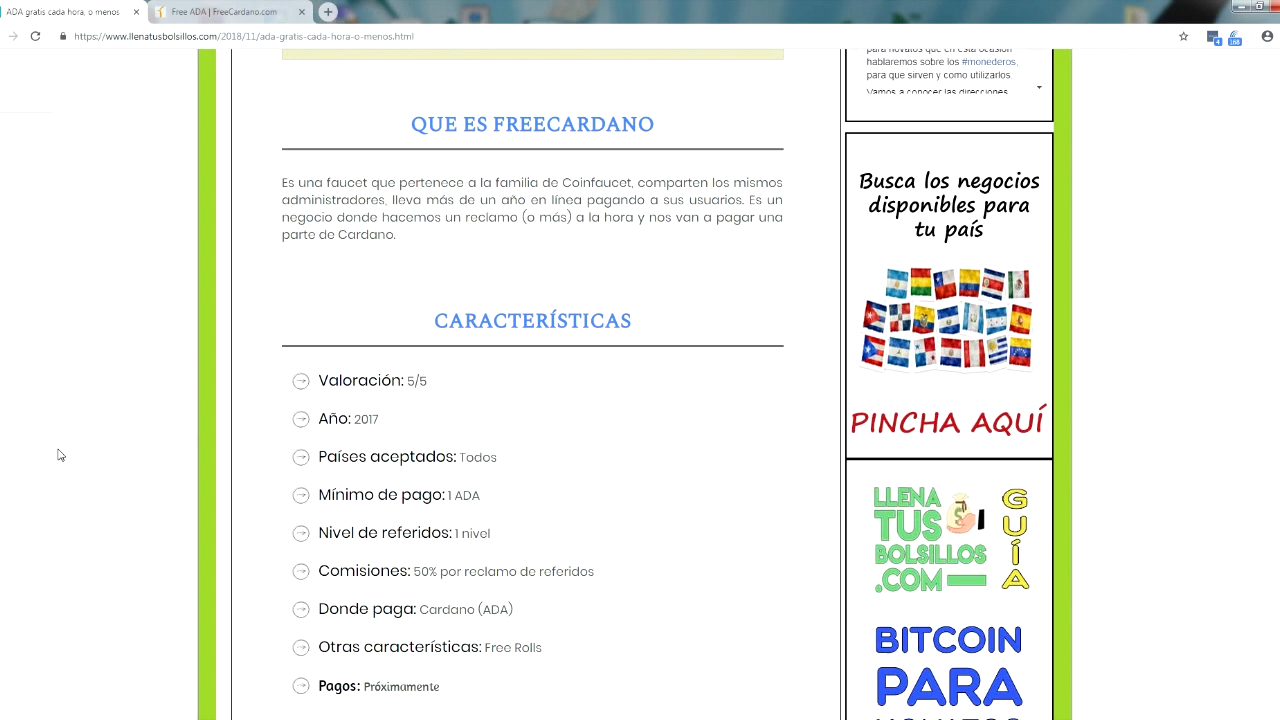 ADA gratis cada hora, o menos
Free ADA | FreeCardano.com
https://www.llenatusbolsillos.com/2018/11/ada-gratis-cada-hora-o-menos.html
QUE ES FREECARDANO
Es una faucet que pertenece a la familia de Coinfaucet, comparten los mismos
administradores, lleva más de un año en línea pagando a sus usuarios. Es un
negocio donde hacemos un reclamo (o más) a la hora y nos van a pagar una
parte de Cardano.
CARACTERÍSTICAS
Valoración: 5/5
Año: 2017
Países aceptados: Todos
Mínimo de pago: 1 ADA
Nivel de referidos: 1 nivel
Comisiones: 50% por reclamo de referidos
Donde paga: Cardano (ADA)
Otras características: Free Rolls
Pagos: Próximamente
para novatos que en esta ocasión
hablaremos sobre los #monederos,
para que sirven y como utilizarlos
Vamos a conocer las direcciones
Busca los negocios
disponibles para
tu país
PINCHA AQUÍ
LLENA
TUS
BOLSILLOS
.COM
GUÍA
BITCOIN
PARA